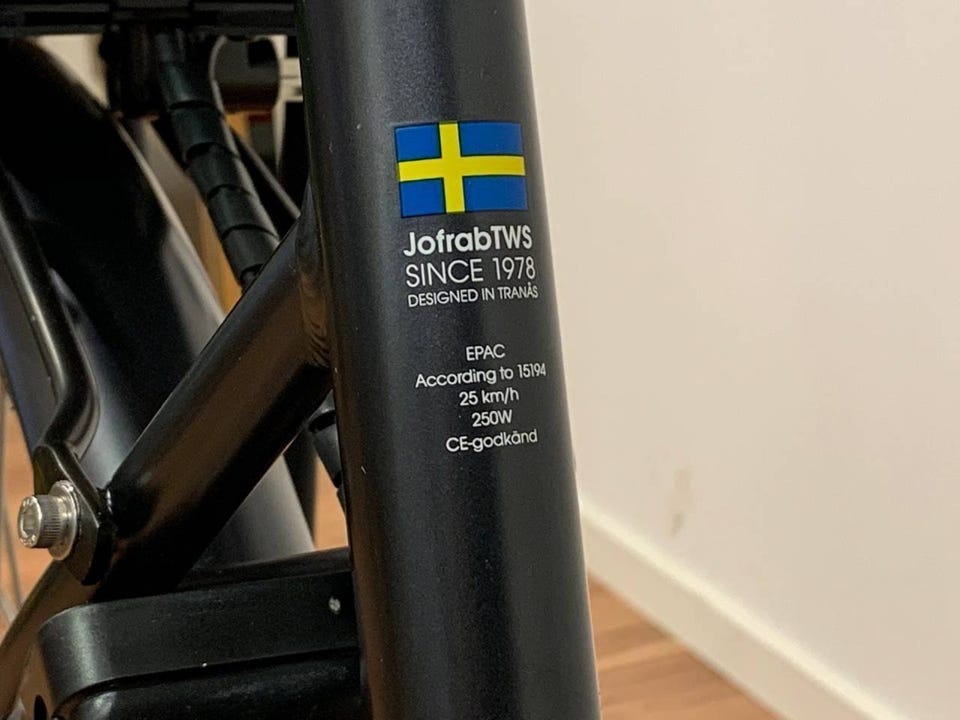 JofrabTWS
SINCE 1978
DESIGNED IN TRANÅS
EPAC
According to 15194
25 km/h
250W
CE-godkänd